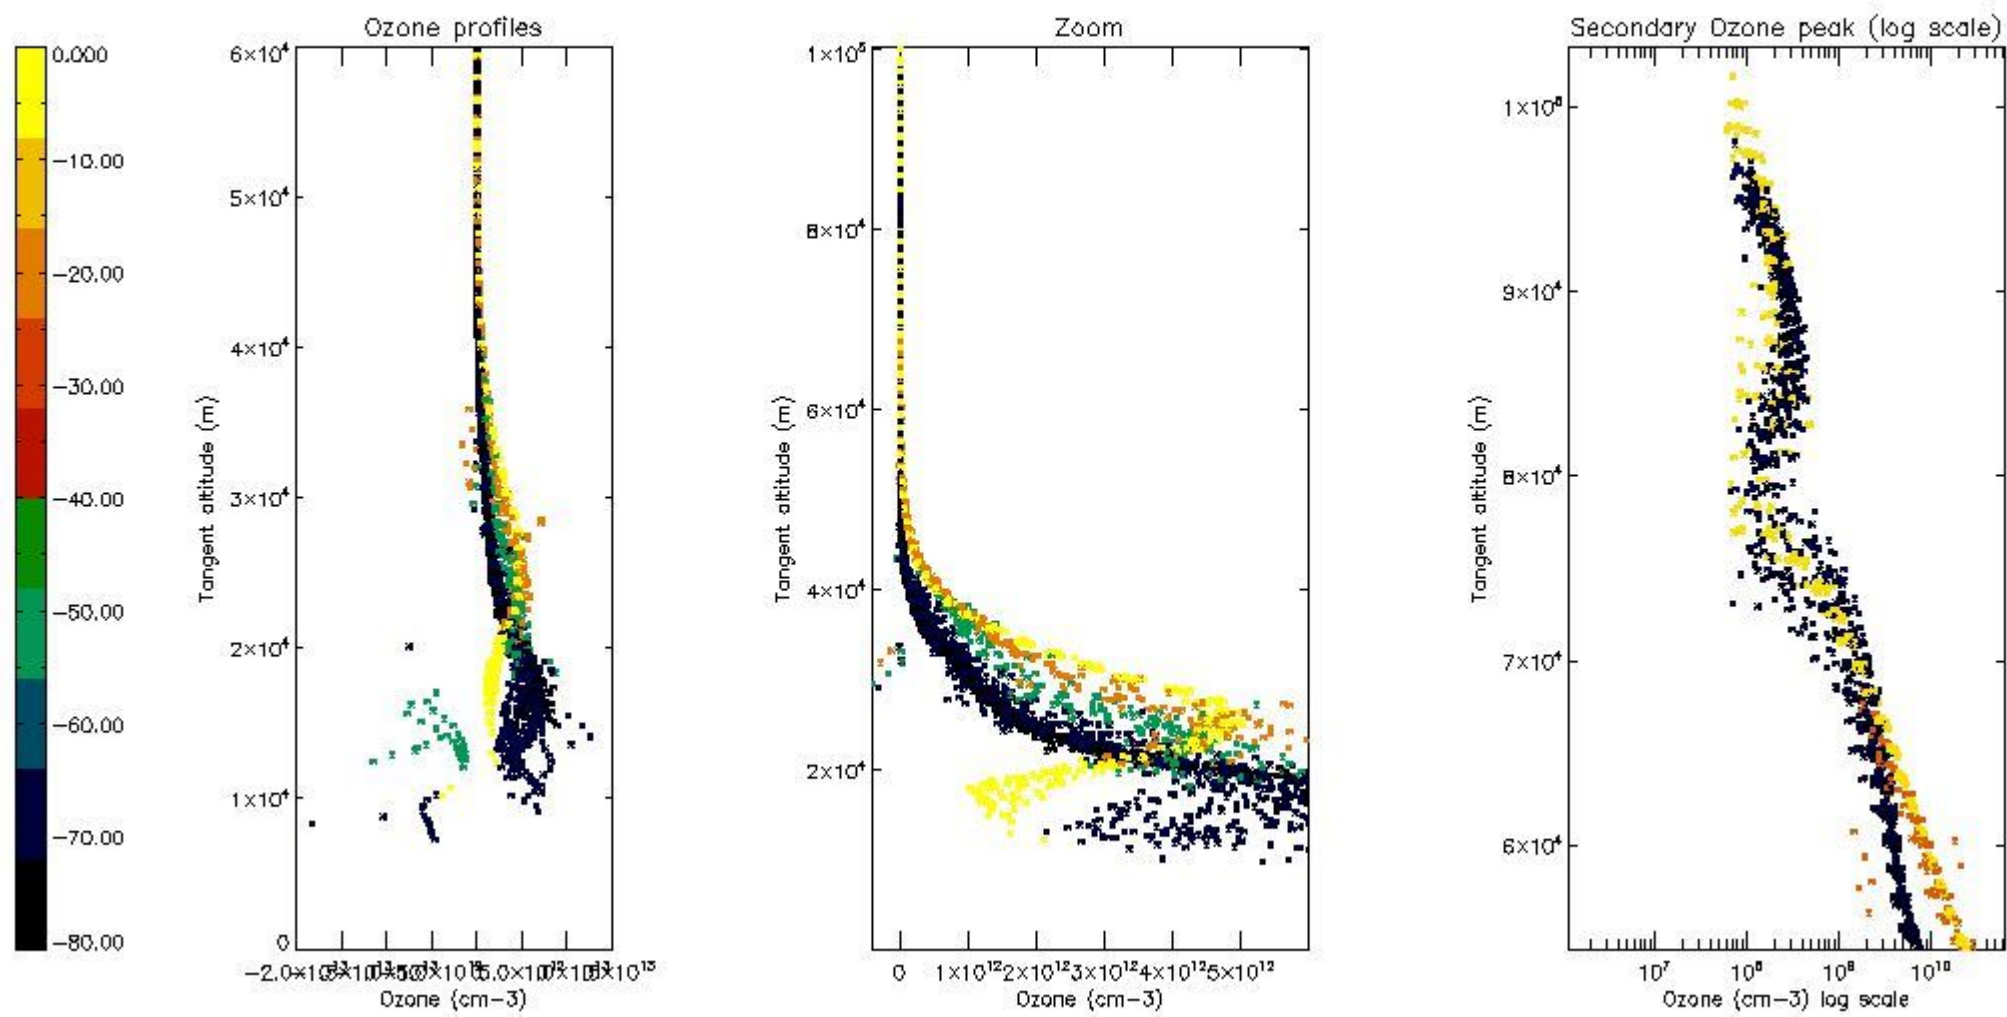 Ozone profiles
Zoom
Secondary Ozone peak (log scale)
0.000
−10.00
−20.00
−30.00
−40.00
−50.00
−60.00
−70.00
−80.00
6×10⁴
5×10⁴
4×10⁴
3×10⁴
2×10⁴
1×10⁴
0
Tangent altitude (m)
Ozone (cm−3)
1×10⁵
8×10⁴
6×10⁴
4×10⁴
2×10⁴
Tangent altitude (m)
0 1×10¹² 2×10¹² 3×10¹² 4×10¹² 5×10¹²
Ozone (cm−3)
1×10⁵
9×10⁴
8×10⁴
7×10⁴
6×10⁴
Tangent altitude (m)
10⁷ 10⁸ 10⁹ 10¹⁰
Ozone (cm−3) log scale